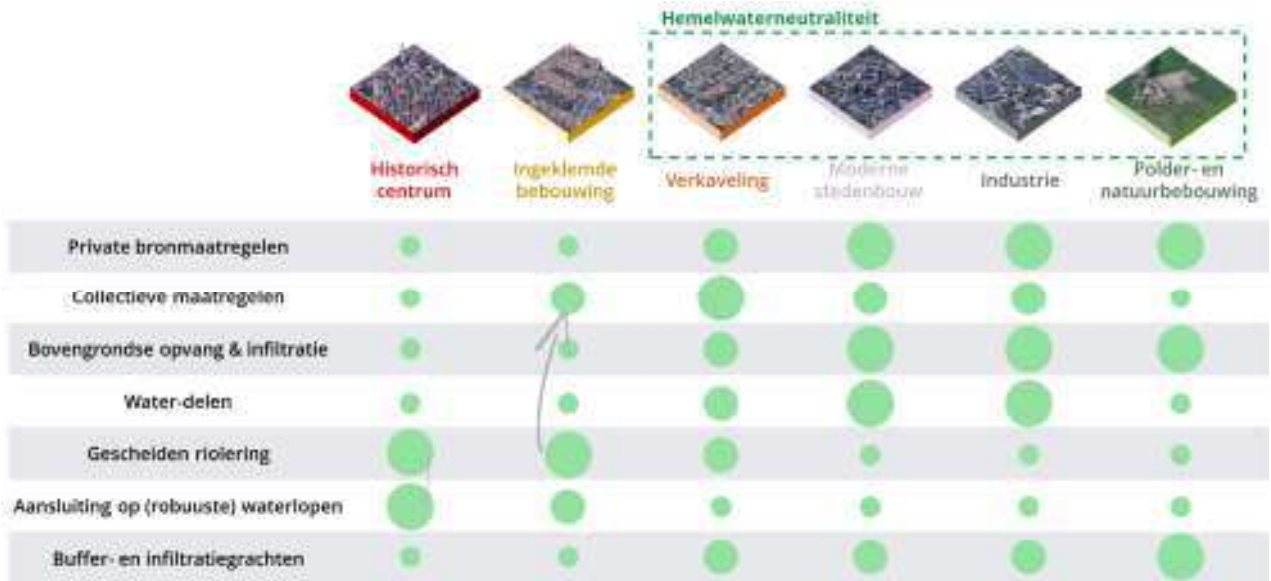 Hemelwaterneutraliteit
Historisch
centrum
Ingeklemde
bebouwing
Verkaveling
Moderne
stedenbouw
Industrie
Polder- en
natuurbebouwing
Private bronmaatregelen
Collectieve maatregelen
Bovengrondse opvang & infiltratie
Water-delen
Gescheiden riolering
Aansluiting op (robuuste) waterlopen
Buffer- en infiltratiegrachten